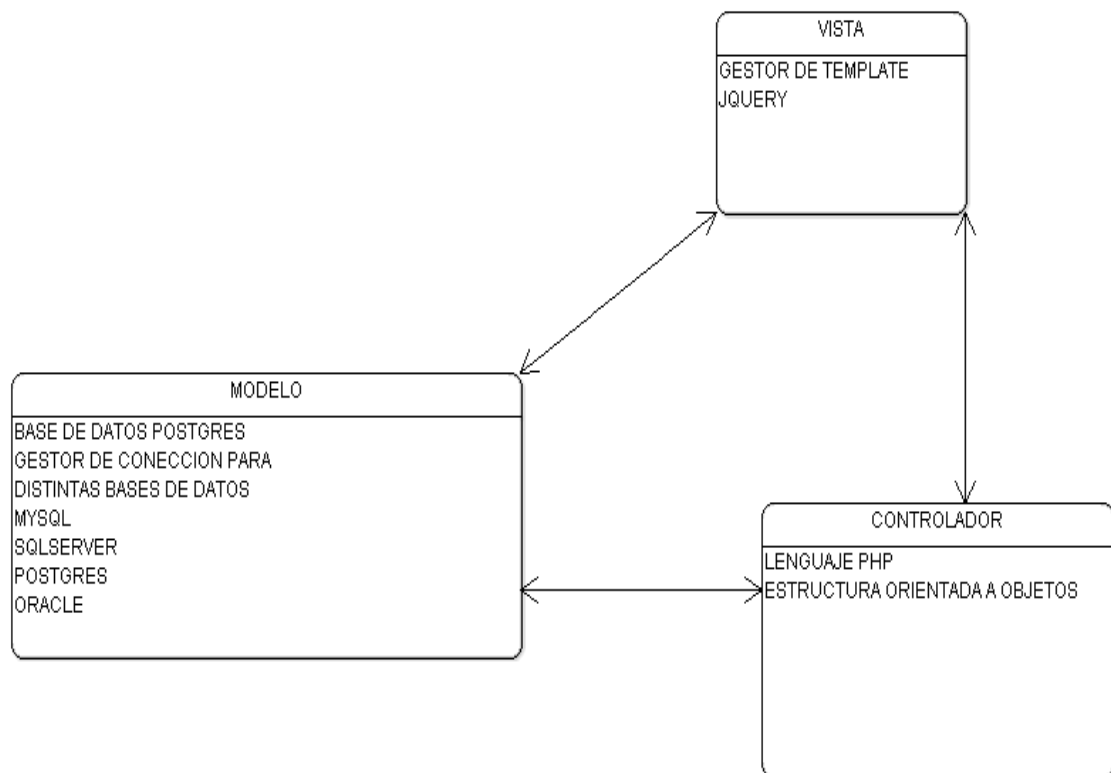 VISTA
GESTOR DE TEMPLATE
JQUERY
MODELO
BASE DE DATOS POSTGRES
GESTOR DE CONECCION PARA
DISTINTAS BASES DE DATOS
MYSQL
SQLSERVER
POSTGRES
ORACLE
CONTROLADOR
LENGUAJE PHP
ESTRUCTURA ORIENTADA A OBJETOS